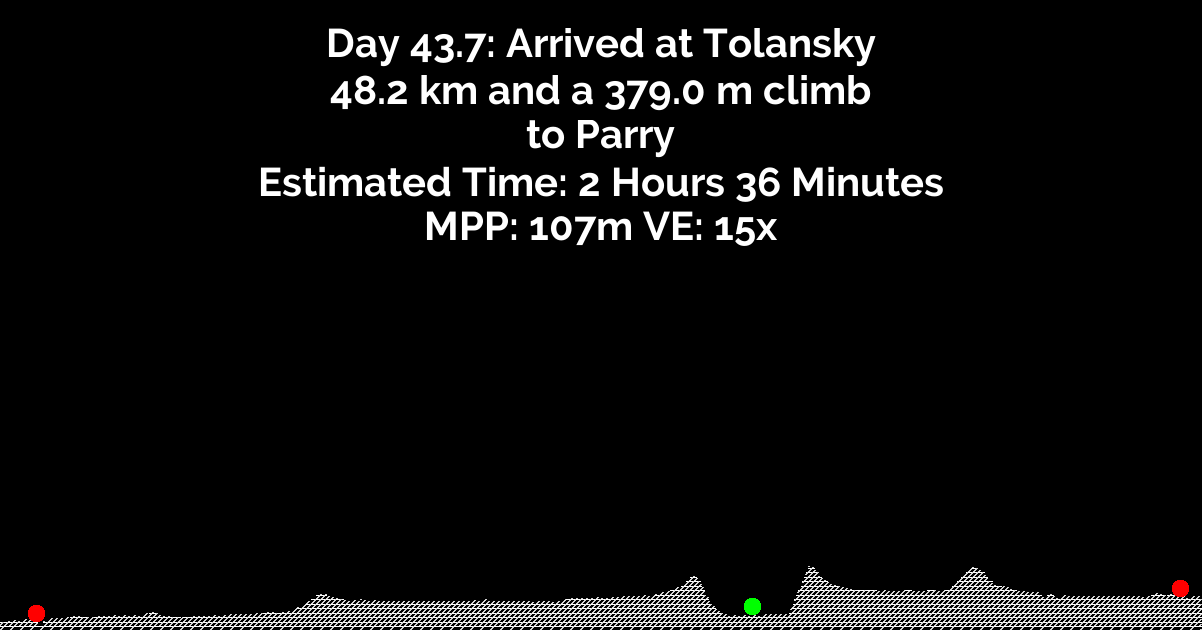 Day 43.7: Arrived at Tolansky
48.2 km and a 379.0 m climb
to Parry
Estimated Time: 2 Hours 36 Minutes
MPP: 107m VE: 15x